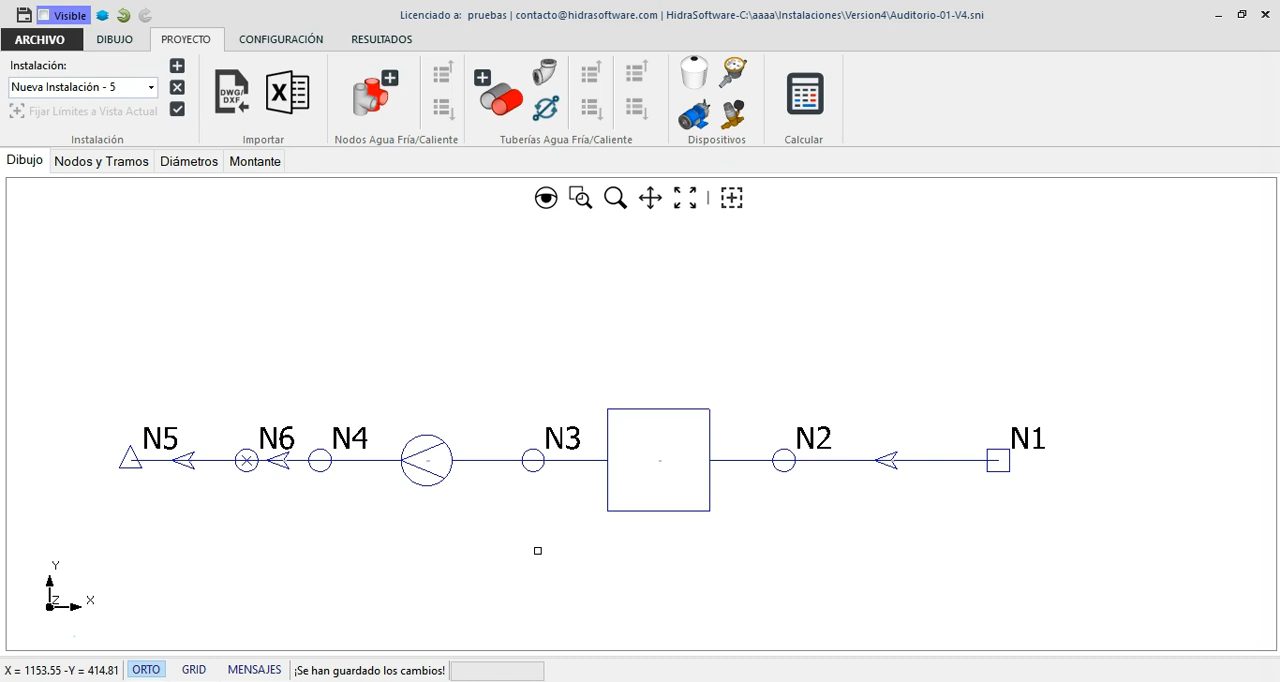 Visible
Licenciado a: pruebas | contacto@hidrasoftware.com | HidraSoftware-C:\aaaa\Instalaciones\Version4\Auditorio-01-V4.sni
ARCHIVO DIBUJO PROYECTO CONFIGURACIÓN RESULTADOS
Instalación:
Nueva Instalación - 5
Fijar Límites a Vista Actual
DWG/
DXF
Instalación Importar Nodos Agua Fría/Caliente Tuberías Agua Fría/Caliente Dispositivos Calcular
Dibujo Nodos y Tramos Diámetros Montante
N5 N6 N4 N3 N2 N1
Y
Z X
X = 1153.55 -Y = 414.81 ORTO GRID MENSAJES ¡Se han guardado los cambios!